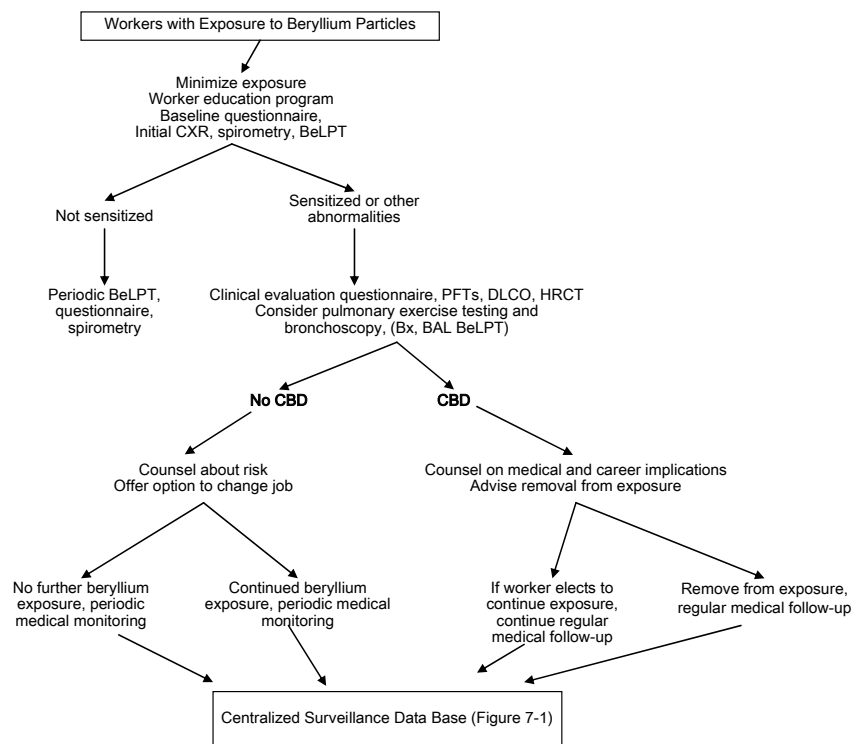 Workers with Exposure to Beryllium Particles
Minimize exposure
Worker education program
Baseline questionnaire,
Initial CXR, spirometry, BeLPT
Not sensitized
Sensitized or other
abnormalities
Periodic BeLPT,
questionnaire,
spirometry
Clinical evaluation questionnaire, PFTs, DLCO, HRCT
Consider pulmonary exercise testing and
bronchoscopy, (Bx, BAL BeLPT)
No CBD
CBD
Counsel about risk
Offer option to change job
Counsel on medical and career implications
Advise removal from exposure
No further beryllium
exposure, periodic
medical monitoring
Continued beryllium
exposure, periodic medical
monitoring
If worker elects to
continue exposure,
continue regular
medical follow-up
Remove from exposure,
regular medical follow-up
Centralized Surveillance Data Base (Figure 7-1)